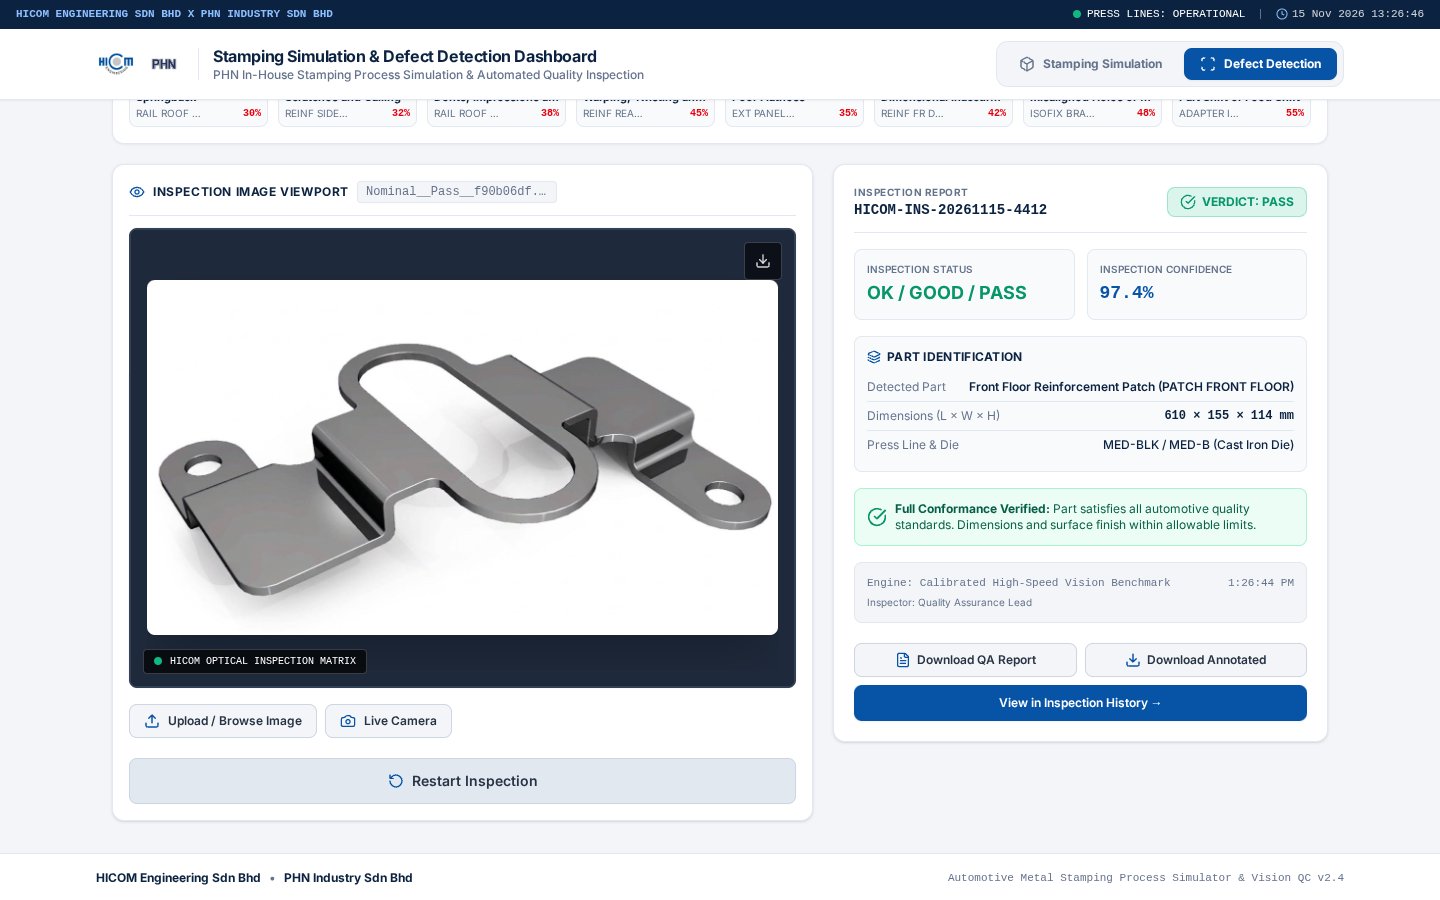 HICOM ENGINEERING SDN BHD X PHN INDUSTRY SDN BHD
PRESS LINES: OPERATIONAL | 15 Nov 2026 13:26:46
HICOM
PHN
Stamping Simulation & Defect Detection Dashboard
PHN In-House Stamping Process Simulation & Automated Quality Inspection
Stamping Simulation
Defect Detection
RAIL ROOF ... 30%
REINF SIDE... 32%
RAIL ROOF ... 38%
REINF REA... 45%
EXT PANEL... 35%
REINF FR D... 42%
ISOFIX BRA... 48%
ADAPTER I... 55%
INSPECTION IMAGE VIEWPORT
Nominal__Pass__f90b06df.…
HICOM OPTICAL INSPECTION MATRIX
Upload / Browse Image
Live Camera
Restart Inspection
INSPECTION REPORT
HICOM-INS-20261115-4412
VERDICT: PASS
INSPECTION STATUS
OK / GOOD / PASS
INSPECTION CONFIDENCE
97.4%
PART IDENTIFICATION
Detected Part Front Floor Reinforcement Patch (PATCH FRONT FLOOR)
Dimensions (L × W × H) 610 × 155 × 114 mm
Press Line & Die MED-BLK / MED-B (Cast Iron Die)
Full Conformance Verified: Part satisfies all automotive quality
standards. Dimensions and surface finish within allowable limits.
Engine: Calibrated High-Speed Vision Benchmark 1:26:44 PM
Inspector: Quality Assurance Lead
Download QA Report
Download Annotated
View in Inspection History →
HICOM Engineering Sdn Bhd • PHN Industry Sdn Bhd
Automotive Metal Stamping Process Simulator & Vision QC v2.4